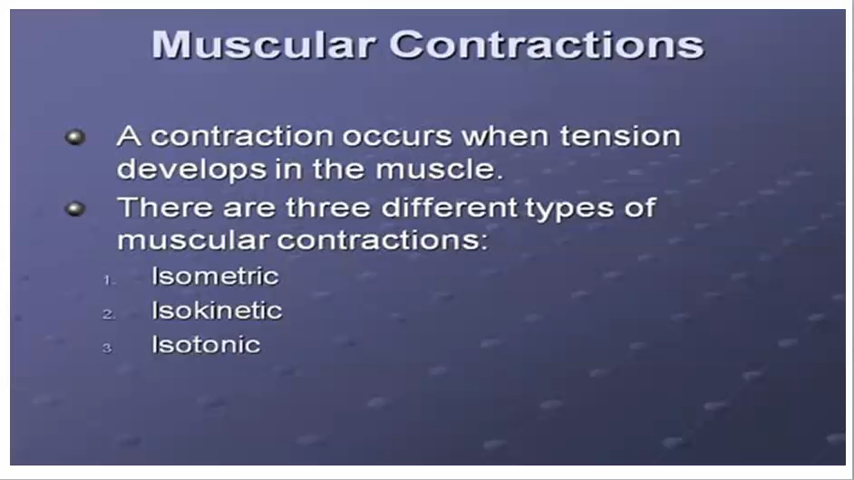 Muscular Contractions
A contraction occurs when tension
develops in the muscle.
There are three different types of
muscular contractions:
1. Isometric
2. Isokinetic
3 Isotonic